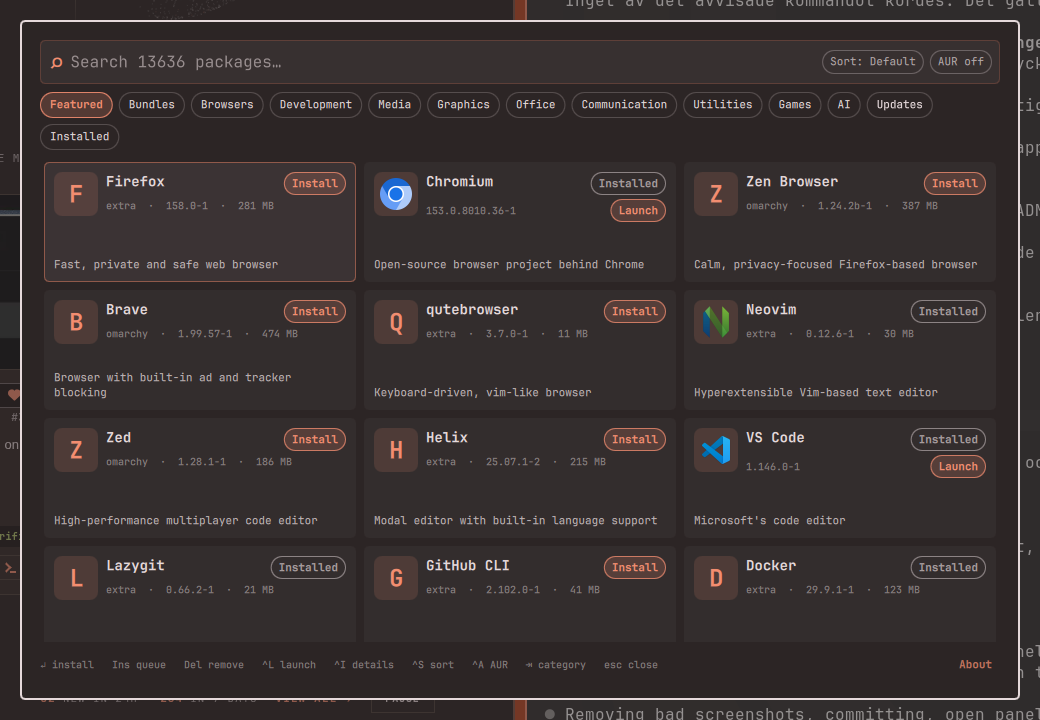 Search 13636 packages…
Sort: Default
AUR off
Featured
Bundles
Browsers
Development
Media
Graphics
Office
Communication
Utilities
Games
AI
Updates
Installed
F
Firefox
Install
extra · 158.0-1 · 281 MB
Fast, private and safe web browser
Chromium
Installed
153.0.8010.36-1
Launch
Open-source browser project behind Chrome
Z
Zen Browser
Install
omarchy · 1.24.2b-1 · 387 MB
Calm, privacy-focused Firefox-based browser
B
Brave
Install
omarchy · 1.99.57-1 · 474 MB
Browser with built-in ad and tracker
blocking
Q
qutebrowser
Install
extra · 3.7.0-1 · 11 MB
Keyboard-driven, vim-like browser
Neovim
Installed
extra · 0.12.6-1 · 30 MB
Hyperextensible Vim-based text editor
Z
Zed
Install
omarchy · 1.28.1-1 · 186 MB
High-performance multiplayer code editor
H
Helix
Install
extra · 25.07.1-2 · 215 MB
Modal editor with built-in language support
VS Code
Installed
1.146.0-1
Launch
Microsoft's code editor
L
Lazygit
Installed
extra · 0.66.2-1 · 21 MB
G
GitHub CLI
Install
extra · 2.102.0-1 · 41 MB
D
Docker
Installed
extra · 29.9.1-1 · 123 MB
⏎ install Ins queue Del remove ^L launch ^I details ^S sort ^A AUR ⇥ category esc close
About
Removing bad screenshots, committing, open panel